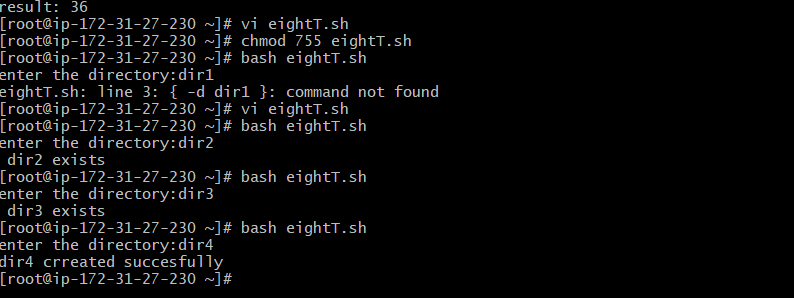 result: 36
[root@ip-172-31-27-230 ~]# vi eightT.sh
[root@ip-172-31-27-230 ~]# chmod 755 eightT.sh
[root@ip-172-31-27-230 ~]# bash eightT.sh
enter the directory:dir1
eightT.sh: line 3: { -d dir1 }: command not found
[root@ip-172-31-27-230 ~]# vi eightT.sh
[root@ip-172-31-27-230 ~]# bash eightT.sh
enter the directory:dir2
 dir2 exists
[root@ip-172-31-27-230 ~]# bash eightT.sh
enter the directory:dir3
 dir3 exists
[root@ip-172-31-27-230 ~]# bash eightT.sh
enter the directory:dir4
dir4 crreated succesfully
[root@ip-172-31-27-230 ~]#